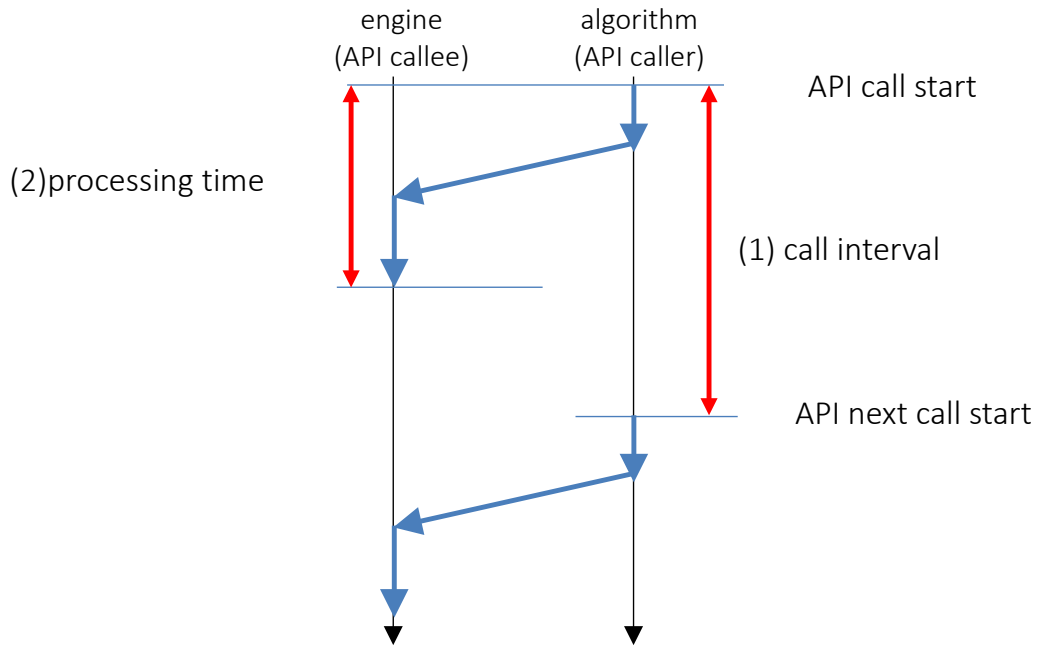 engine
(API callee)
algorithm
(API caller)
API call start
(2)processing time
(1) call interval
API next call start